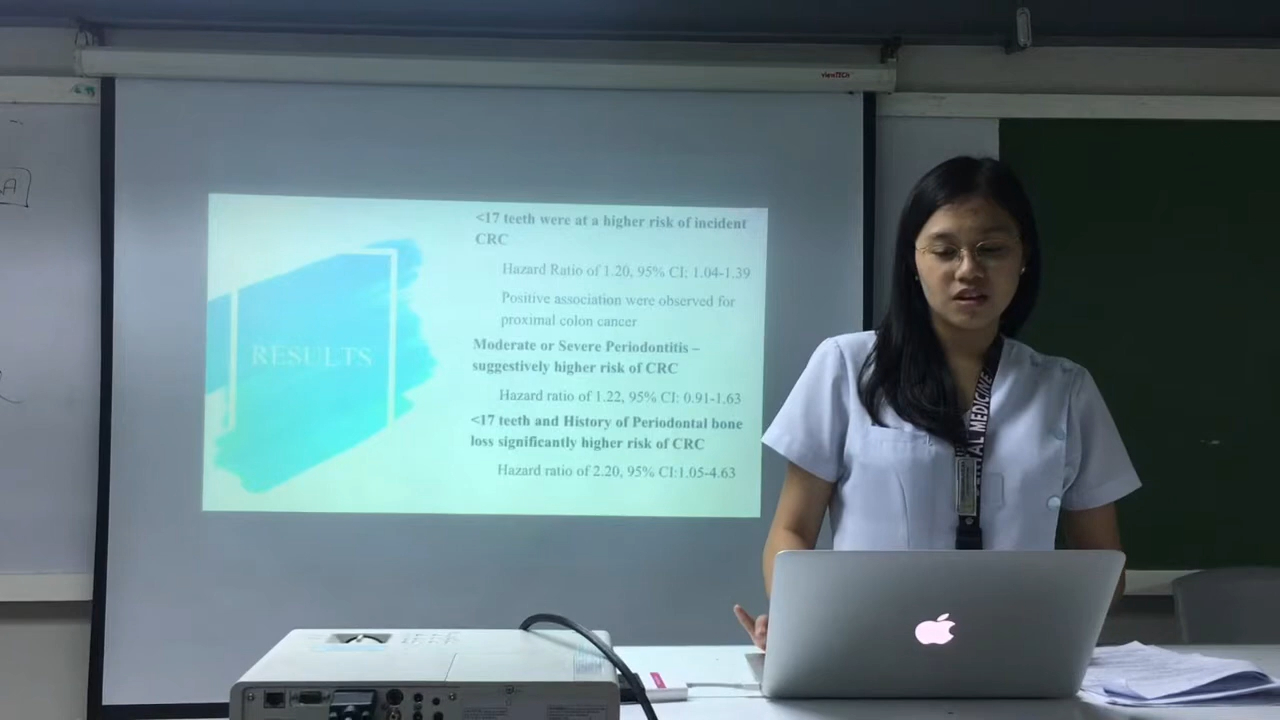 viewTECH
A
RESULTS
<17 teeth were at a higher risk of incident
CRC
Hazard Ratio of 1.20, 95% CI: 1.04-1.39
Positive association were observed for
proximal colon cancer
Moderate or Severe Periodontitis –
suggestively higher risk of CRC
Hazard ratio of 1.22, 95% CI: 0.91-1.63
<17 teeth and History of Periodontal bone
loss significantly higher risk of CRC
Hazard ratio of 2.20, 95% CI:1.05-4.63
MEDICINE